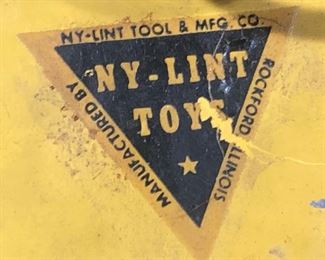 NY-LINT TOOL & MFG. CO.
ROCKFORD ILLINOIS
MANUFACTURED BY
NY-LINT
TOYS